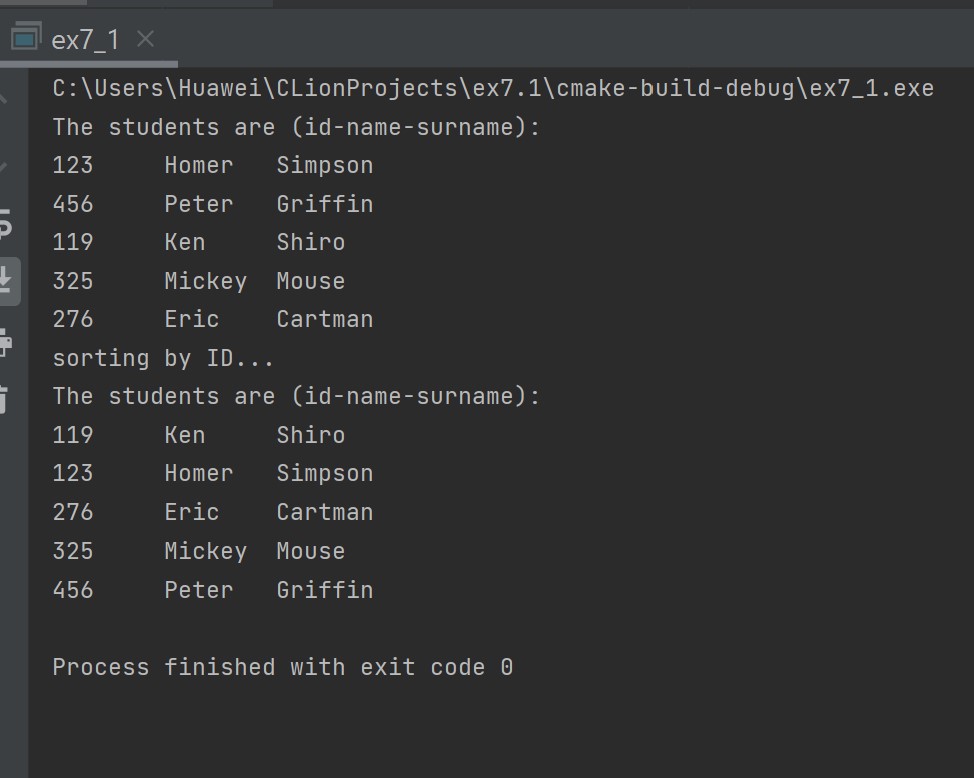 ex7_1
C:\Users\Huawei\CLionProjects\ex7.1\cmake-build-debug\ex7_1.exe
The students are (id-name-surname):
123     Homer   Simpson
456     Peter   Griffin
119     Ken     Shiro
325     Mickey  Mouse
276     Eric    Cartman
sorting by ID...
The students are (id-name-surname):
119     Ken     Shiro
123     Homer   Simpson
276     Eric    Cartman
325     Mickey  Mouse
456     Peter   Griffin
Process finished with exit code 0